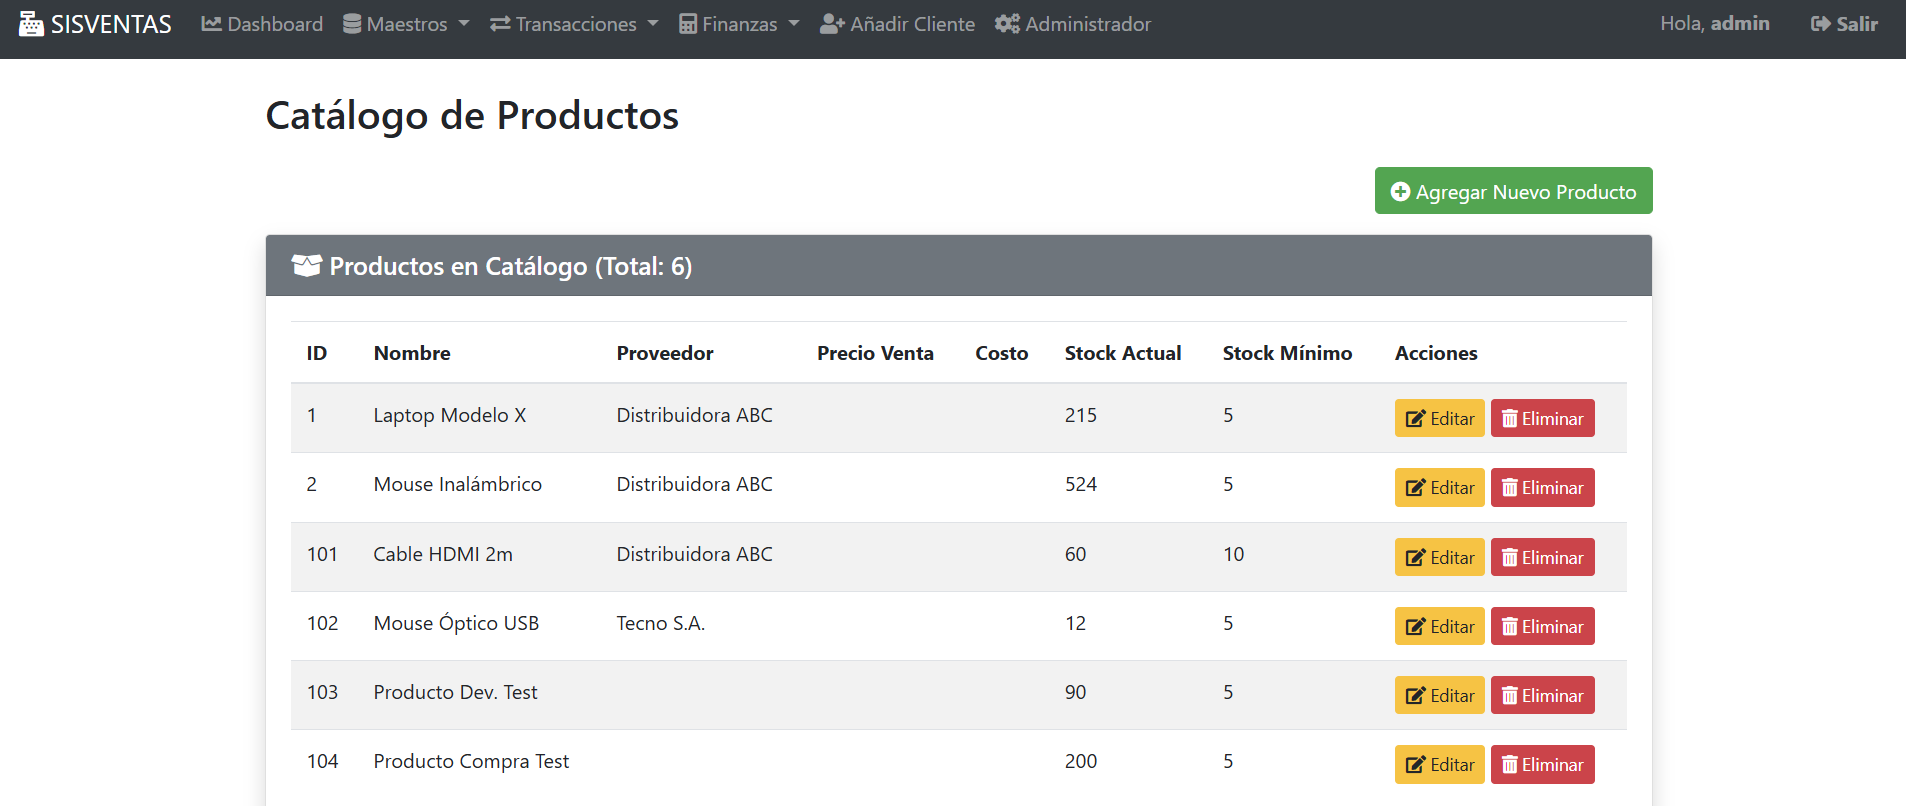 SISVENTAS Dashboard Maestros Transacciones Finanzas Añadir Cliente Administrador Hola, admin Salir
Catálogo de Productos
Agregar Nuevo Producto
Productos en Catálogo (Total: 6)
ID Nombre Proveedor Precio Venta Costo Stock Actual Stock Mínimo Acciones
1 Laptop Modelo X Distribuidora ABC 215 5 Editar Eliminar
2 Mouse Inalámbrico Distribuidora ABC 524 5 Editar Eliminar
101 Cable HDMI 2m Distribuidora ABC 60 10 Editar Eliminar
102 Mouse Óptico USB Tecno S.A. 12 5 Editar Eliminar
103 Producto Dev. Test 90 5 Editar Eliminar
104 Producto Compra Test 200 5 Editar Eliminar